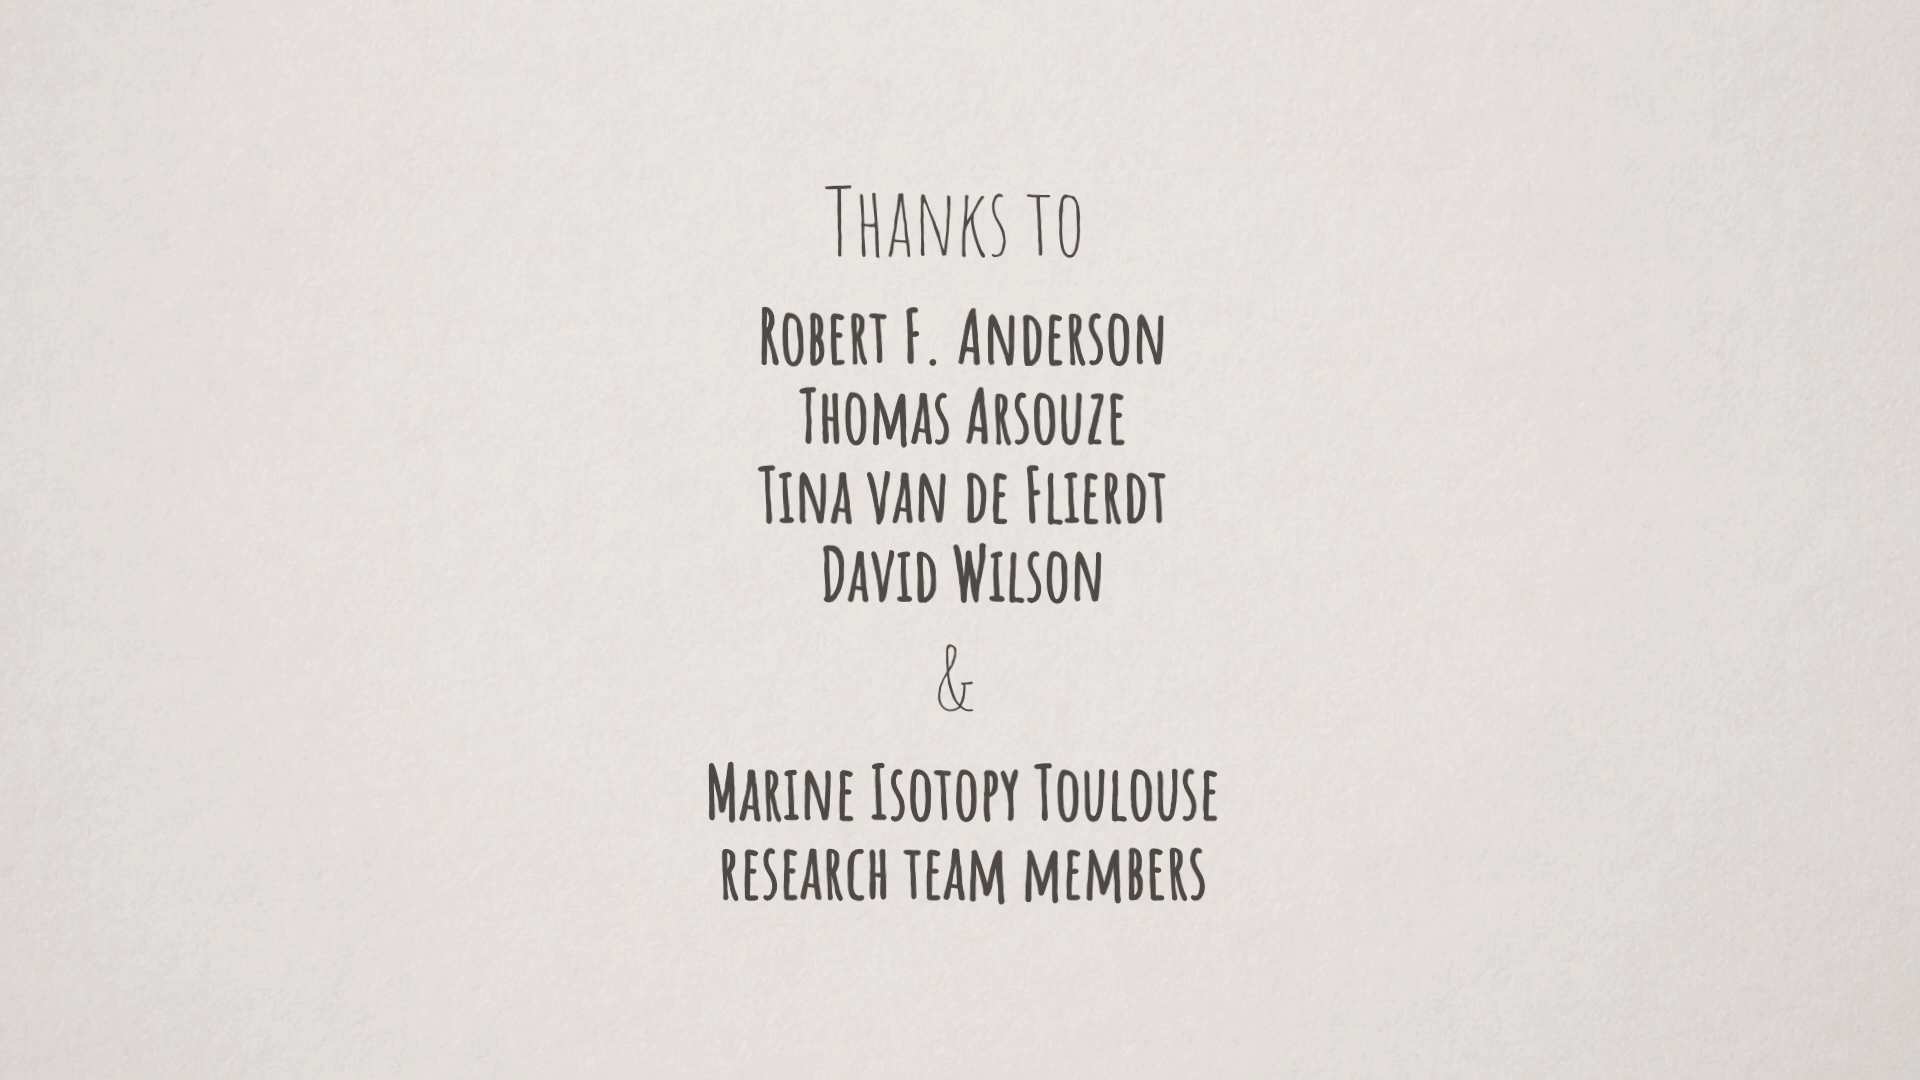 Thanks to
Robert F. Anderson
Thomas Arsouze
Tina van de Flierdt
David Wilson
&
Marine Isotopy Toulouse
research team members